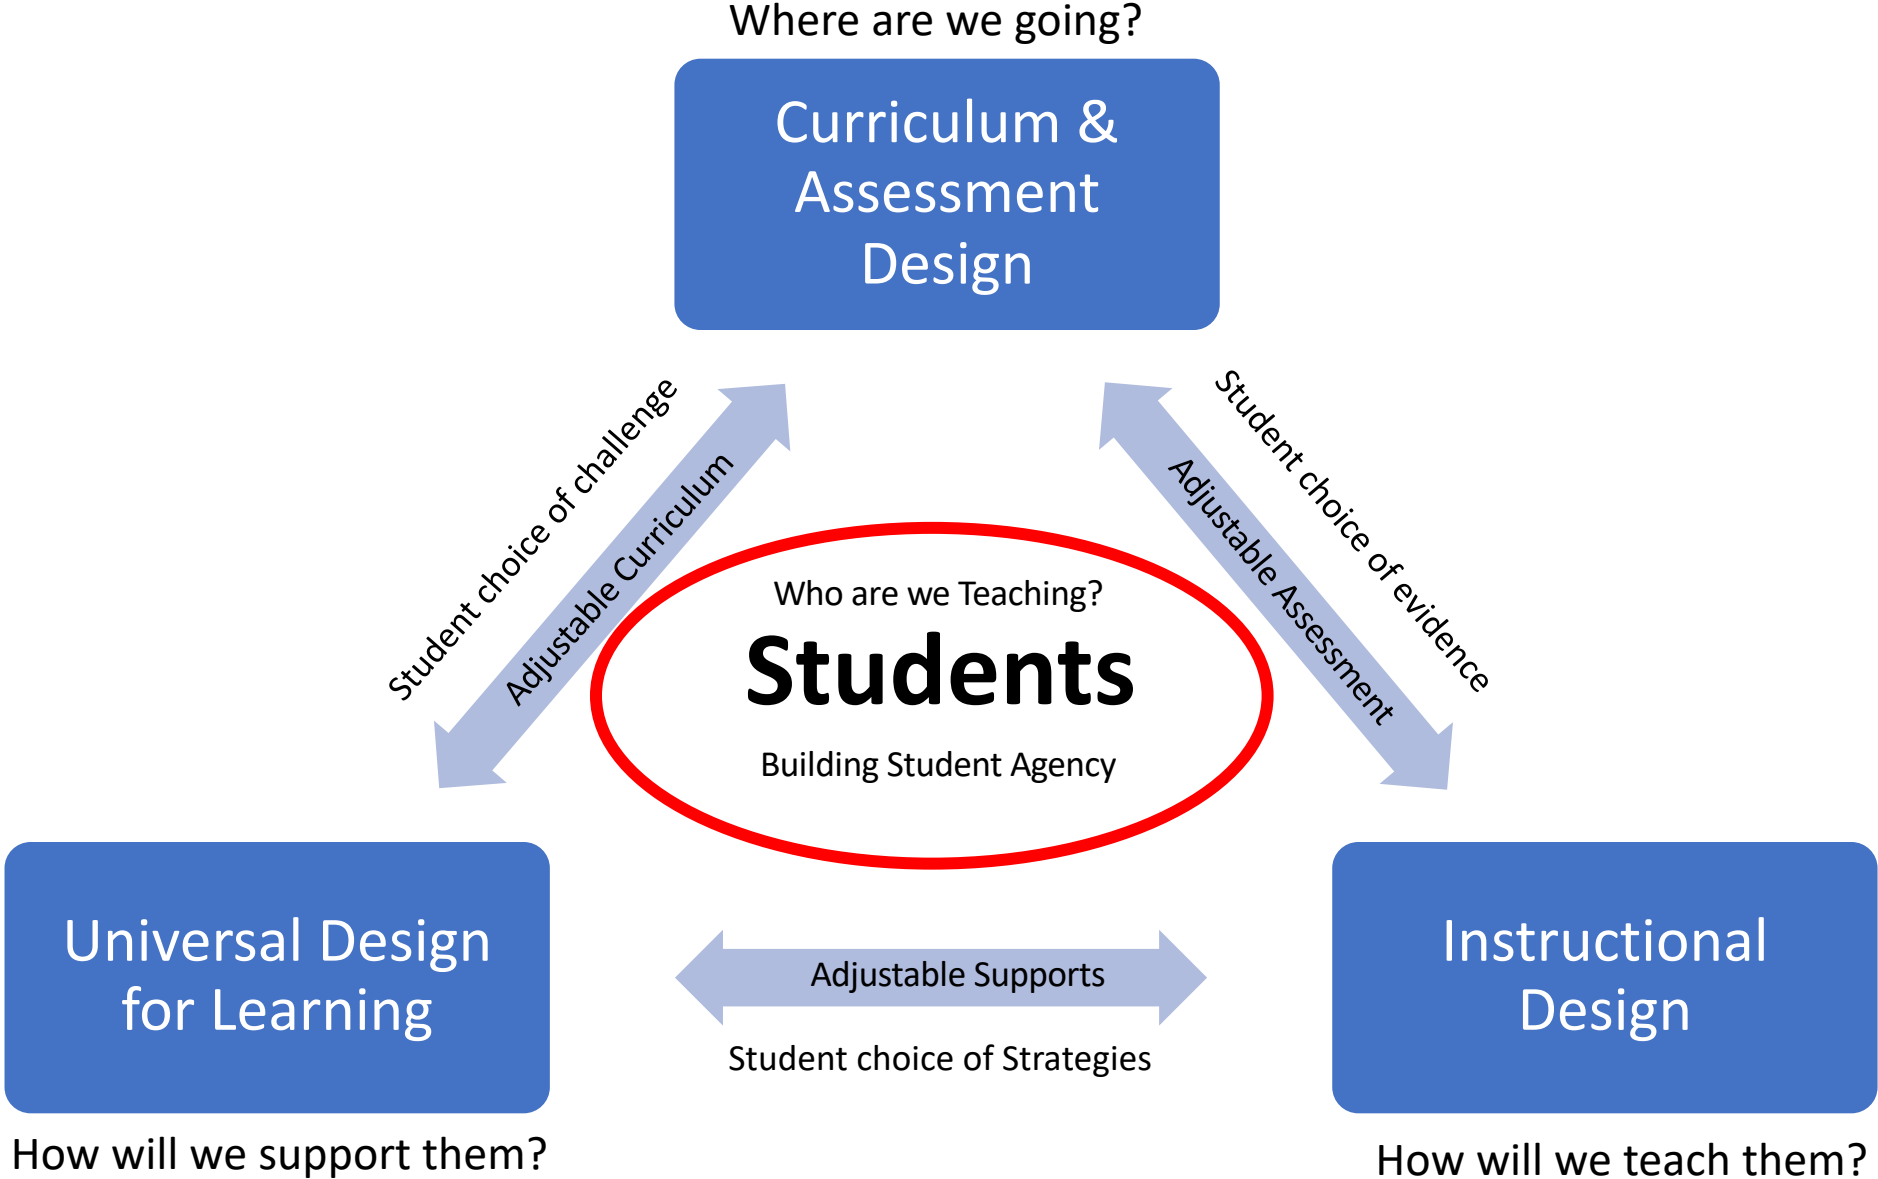 Where are we going?
Curriculum &
Assessment
Design
Student choice of challenge
Adjustable Curriculum
Student choice of evidence
Adjustable Assessment
Who are we Teaching?
Students
Building Student Agency
Universal Design
for Learning
Adjustable Supports
Student choice of Strategies
Instructional
Design
How will we support them?
How will we teach them?